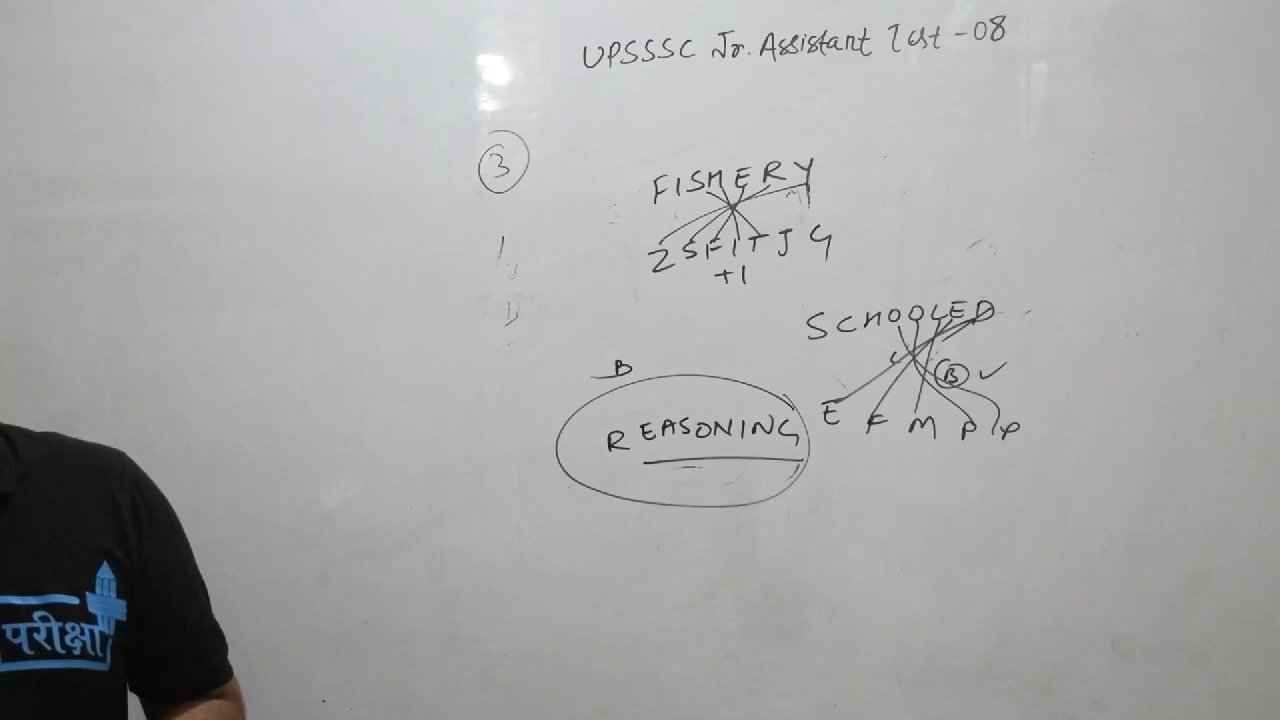 UPSSSC Jr. Assistant Test - 08
3
FISHERY
ZSFITJG
+1
SCHOOLED
B
B
REASONING
E F M P P
परीक्षा